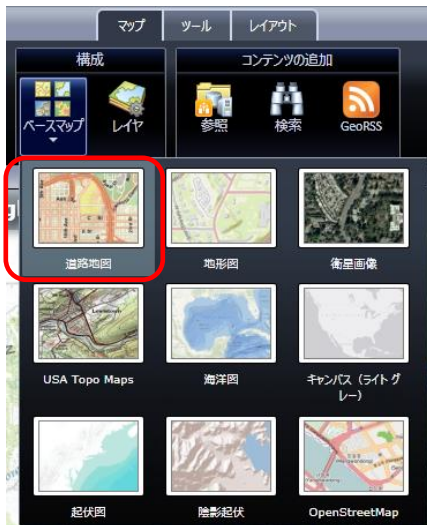 マップ ツール レイアウト
構成 コンテンツの追加
ベースマップ レイヤ 参照 検索 GeoRSS
道路地図 地形図 衛星画像
USA Topo Maps 海洋図 キャンバス (ライトグ
レー)
起伏図 陰影起伏 OpenStreetMap